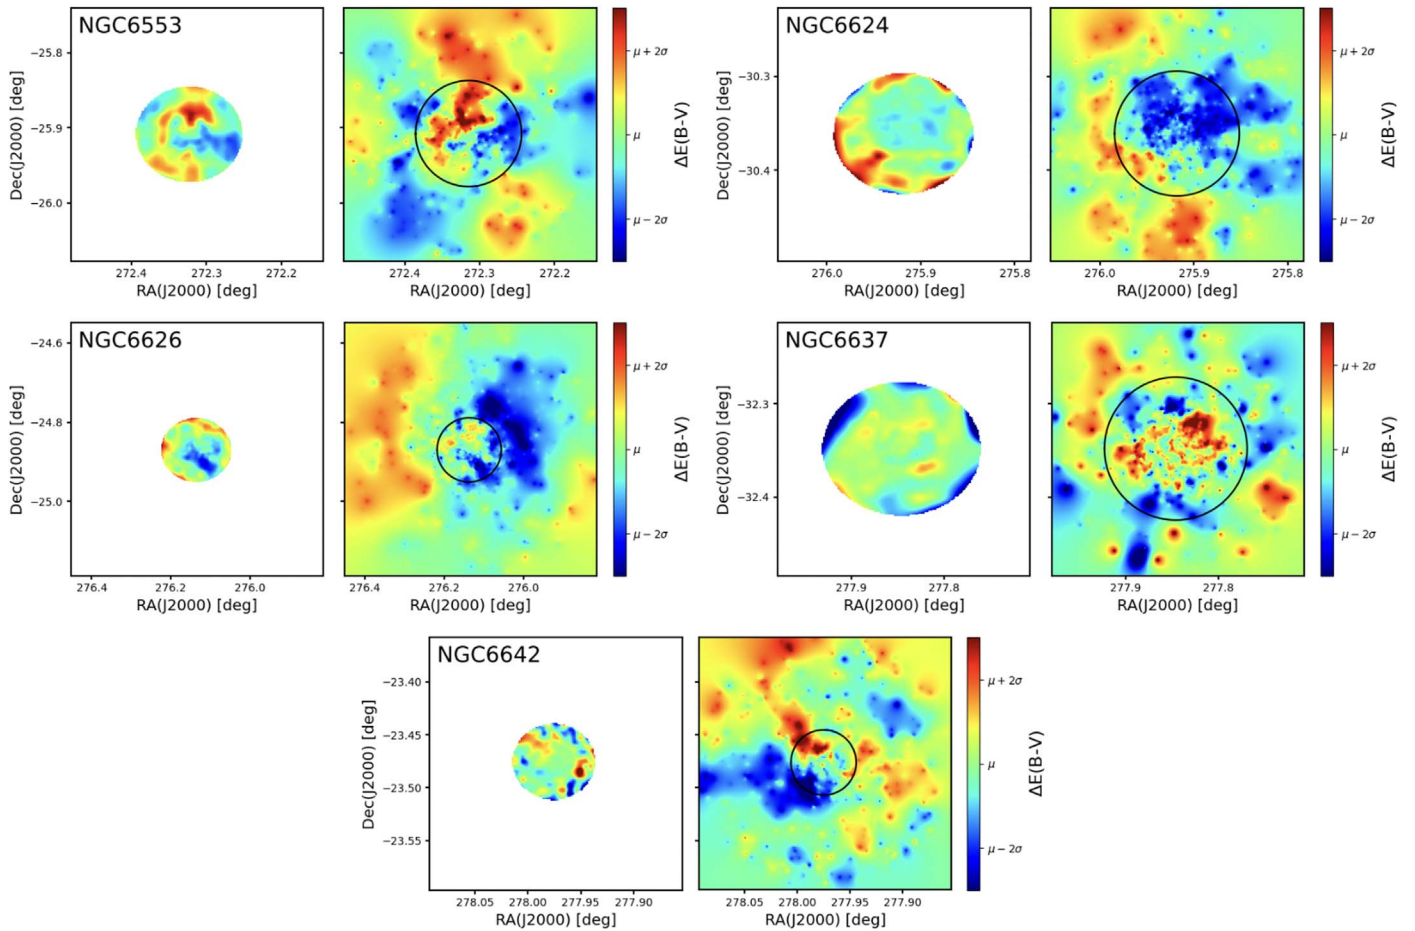 NGC6553
−25.8
−25.9
−26.0
Dec(J2000) [deg]
272.4 272.3 272.2
RA(J2000) [deg]
272.4 272.3 272.2
RA(J2000) [deg]
μ + 2σ
μ
μ − 2σ
ΔE(B-V)
NGC6624
−30.3
−30.4
Dec(J2000) [deg]
276.0 275.9 275.8
RA(J2000) [deg]
276.0 275.9 275.8
RA(J2000) [deg]
μ + 2σ
μ
μ − 2σ
ΔE(B-V)
NGC6626
−24.6
−24.8
−25.0
Dec(J2000) [deg]
276.4 276.2 276.0
RA(J2000) [deg]
276.4 276.2 276.0
RA(J2000) [deg]
μ + 2σ
μ
μ − 2σ
ΔE(B-V)
NGC6637
−32.3
−32.4
Dec(J2000) [deg]
277.9 277.8
RA(J2000) [deg]
277.9 277.8
RA(J2000) [deg]
μ + 2σ
μ
μ − 2σ
ΔE(B-V)
NGC6642
−23.40
−23.45
−23.50
−23.55
Dec(J2000) [deg]
278.05 278.00 277.95 277.90
RA(J2000) [deg]
278.05 278.00 277.95 277.90
RA(J2000) [deg]
μ + 2σ
μ
μ − 2σ
ΔE(B-V)